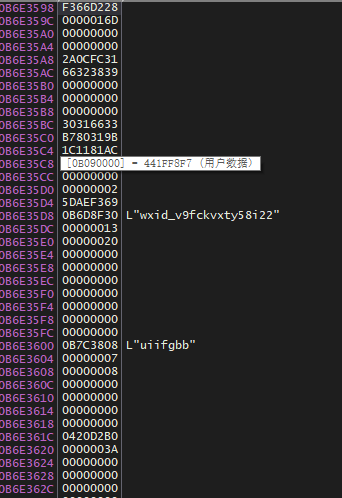 0B6E3598 F366D228
0B6E359C 0000016D
0B6E35A0 00000000
0B6E35A4 00000000
0B6E35A8 2A0CFC31
0B6E35AC 66323839
0B6E35B0 00000000
0B6E35B4 00000000
0B6E35B8 00000000
0B6E35BC 30316633
0B6E35C0 B780319B
0B6E35C4 1C1181AC
0B6E35C8 [0B090000] = 441FF8F7 (用户数据)
0B6E35CC 00000000
0B6E35D0 00000002
0B6E35D4 5DAEF369
0B6E35D8 0B6D8F30 L"wxid_v9fckvxty58i22"
0B6E35DC 00000013
0B6E35E0 00000020
0B6E35E4 00000000
0B6E35E8 00000000
0B6E35EC 00000000
0B6E35F0 00000000
0B6E35F4 00000000
0B6E35F8 00000000
0B6E35FC 00000000
0B6E3600 0B7C3808 L"uiifgbb"
0B6E3604 00000007
0B6E3608 00000008
0B6E360C 00000000
0B6E3610 00000000
0B6E3614 00000000
0B6E3618 00000000
0B6E361C 0420D2B0
0B6E3620 0000003A
0B6E3624 00000000
0B6E3628 00000000
0B6E362C 00000000